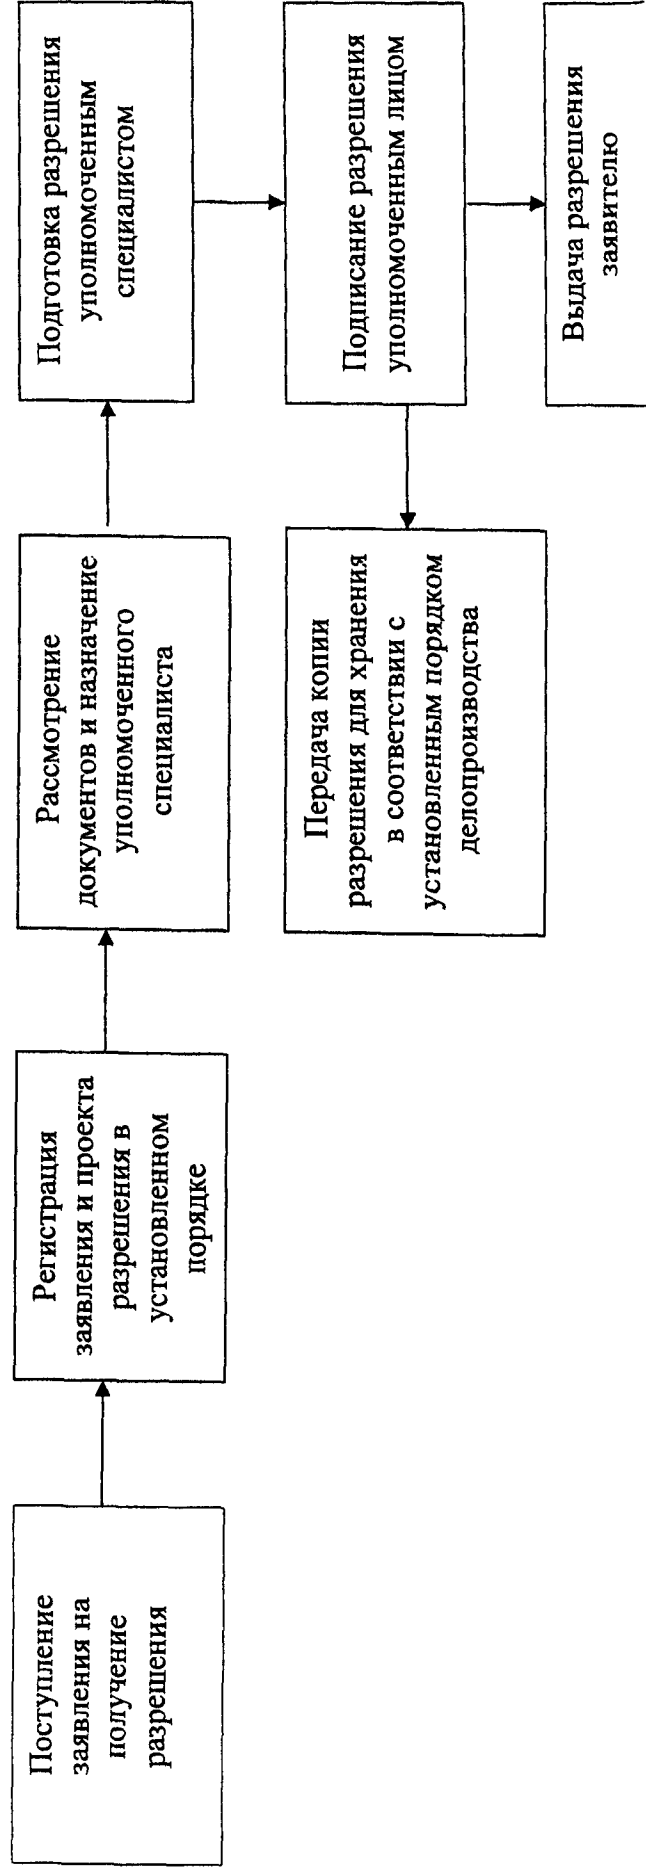 Поступление
заявления на
получение
разрешения
Регистрация
заявления и проекта
разрешения в
установленном
порядке
Рассмотрение
документов и назначение
уполномоченного
специалиста
Подготовка разрешения
уполномоченным
специалистом
Подписание разрешения
уполномоченным лицом
Передача копии
разрешения для хранения
в соответствии с
установленным порядком
делопроизводства
Выдача разрешения
заявителю